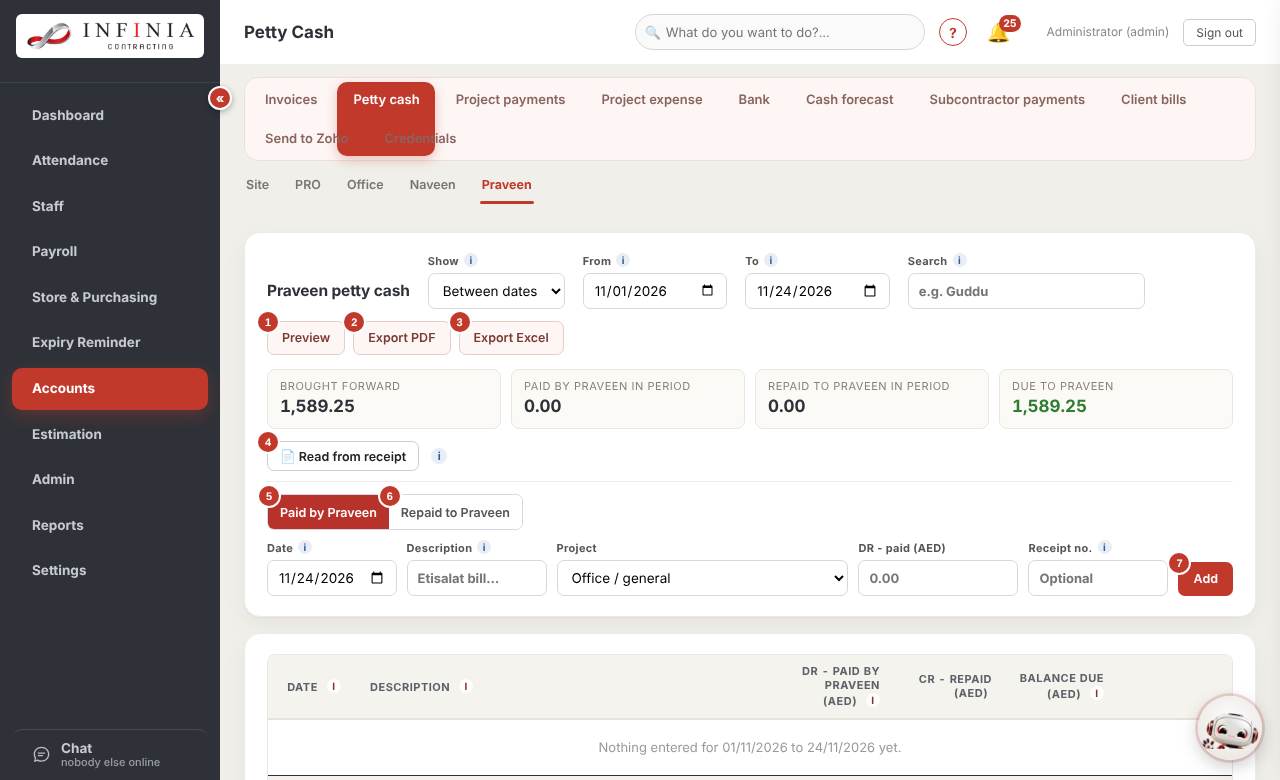 INFINIA
CONTRACTING
Petty Cash
What do you want to do?...
?
25
Administrator (admin)
Sign out
«
Dashboard
Attendance
Staff
Payroll
Store & Purchasing
Expiry Reminder
Accounts
Estimation
Admin
Reports
Settings
Chat
nobody else online
Invoices Petty cash Project payments Project expense Bank Cash forecast Subcontractor payments Client bills
Send to Zoho Credentials
Site PRO Office Naveen Praveen
Praveen petty cash
Show i From i To i Search i
Between dates 11/01/2026 11/24/2026 e.g. Guddu
1 Preview 2 Export PDF 3 Export Excel
BROUGHT FORWARD PAID BY PRAVEEN IN PERIOD REPAID TO PRAVEEN IN PERIOD DUE TO PRAVEEN
1,589.25 0.00 0.00 1,589.25
4 Read from receipt i
5 Paid by Praveen 6 Repaid to Praveen
Date i Description i Project DR - paid (AED) Receipt no. i
11/24/2026 Etisalat bill... Office / general 0.00 Optional 7 Add
DATE I DESCRIPTION I DR - PAID BY PRAVEEN (AED) I CR - REPAID (AED) BALANCE DUE (AED) I
Nothing entered for 01/11/2026 to 24/11/2026 yet.